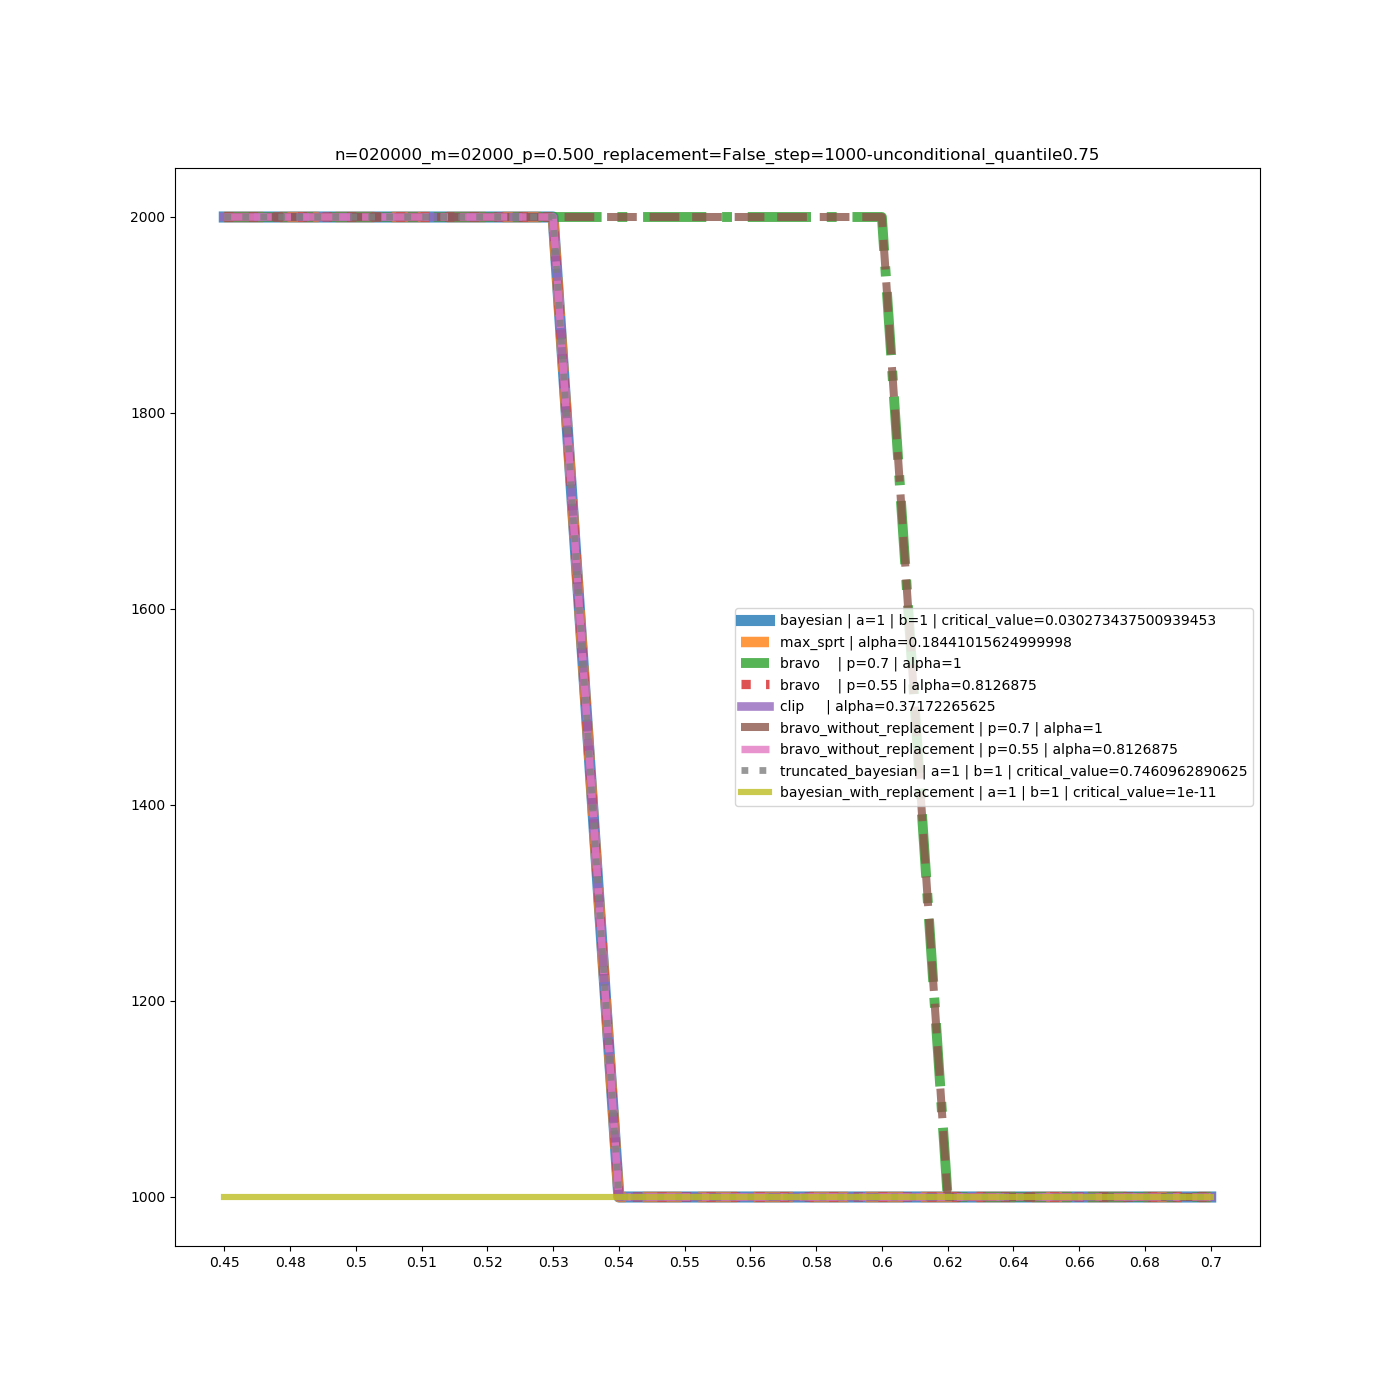 n=020000_m=02000_p=0.500_replacement=False_step=1000-unconditional_quantile0.75
2000
1800
1600
1400
1200
1000
bayesian | a=1 | b=1 | critical_value=0.030273437500939453
max_sprt | alpha=0.18441015624999998
bravo    | p=0.7 | alpha=1
bravo    | p=0.55 | alpha=0.8126875
clip     | alpha=0.37172265625
bravo_without_replacement | p=0.7 | alpha=1
bravo_without_replacement | p=0.55 | alpha=0.8126875
truncated_bayesian | a=1 | b=1 | critical_value=0.7460962890625
bayesian_with_replacement | a=1 | b=1 | critical_value=1e-11
0.45 0.48 0.5 0.51 0.52 0.53 0.54 0.55 0.56 0.58 0.6 0.62 0.64 0.66 0.68 0.7